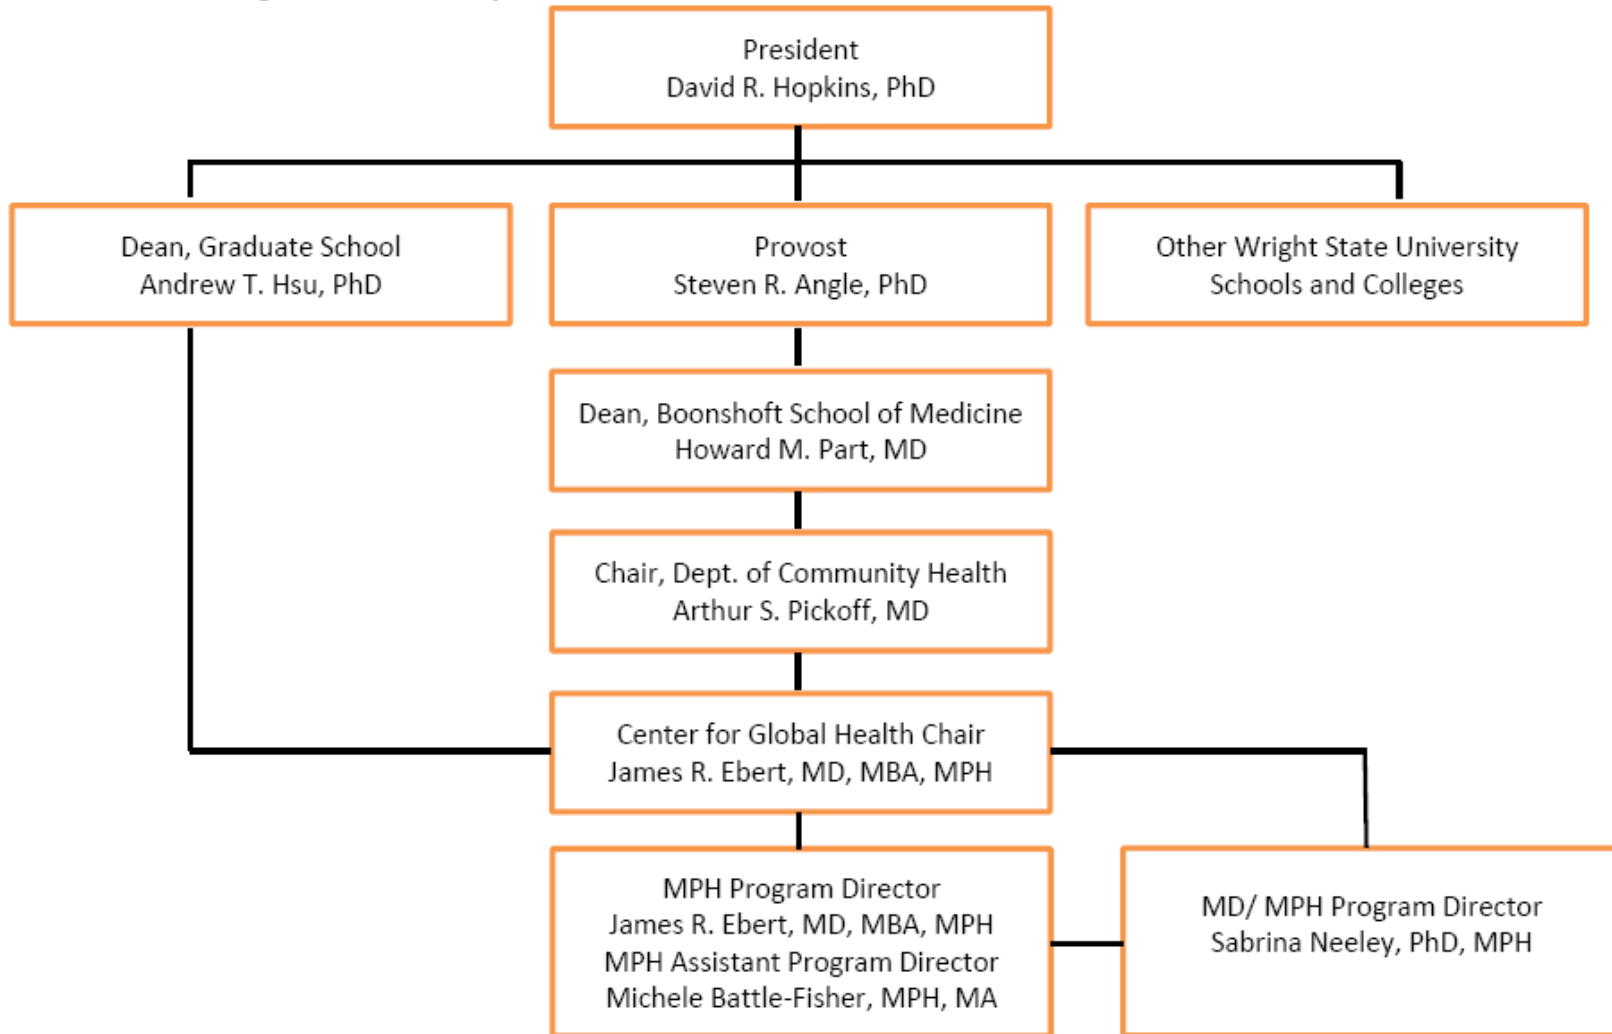 President
David R. Hopkins, PhD
Dean, Graduate School
Andrew T. Hsu, PhD
Provost
Steven R. Angle, PhD
Other Wright State University
Schools and Colleges
Dean, Boonshoft School of Medicine
Howard M. Part, MD
Chair, Dept. of Community Health
Arthur S. Pickoff, MD
Center for Global Health Chair
James R. Ebert, MD, MBA, MPH
MPH Program Director
James R. Ebert, MD, MBA, MPH
MPH Assistant Program Director
Michele Battle-Fisher, MPH, MA
MD/ MPH Program Director
Sabrina Neeley, PhD, MPH